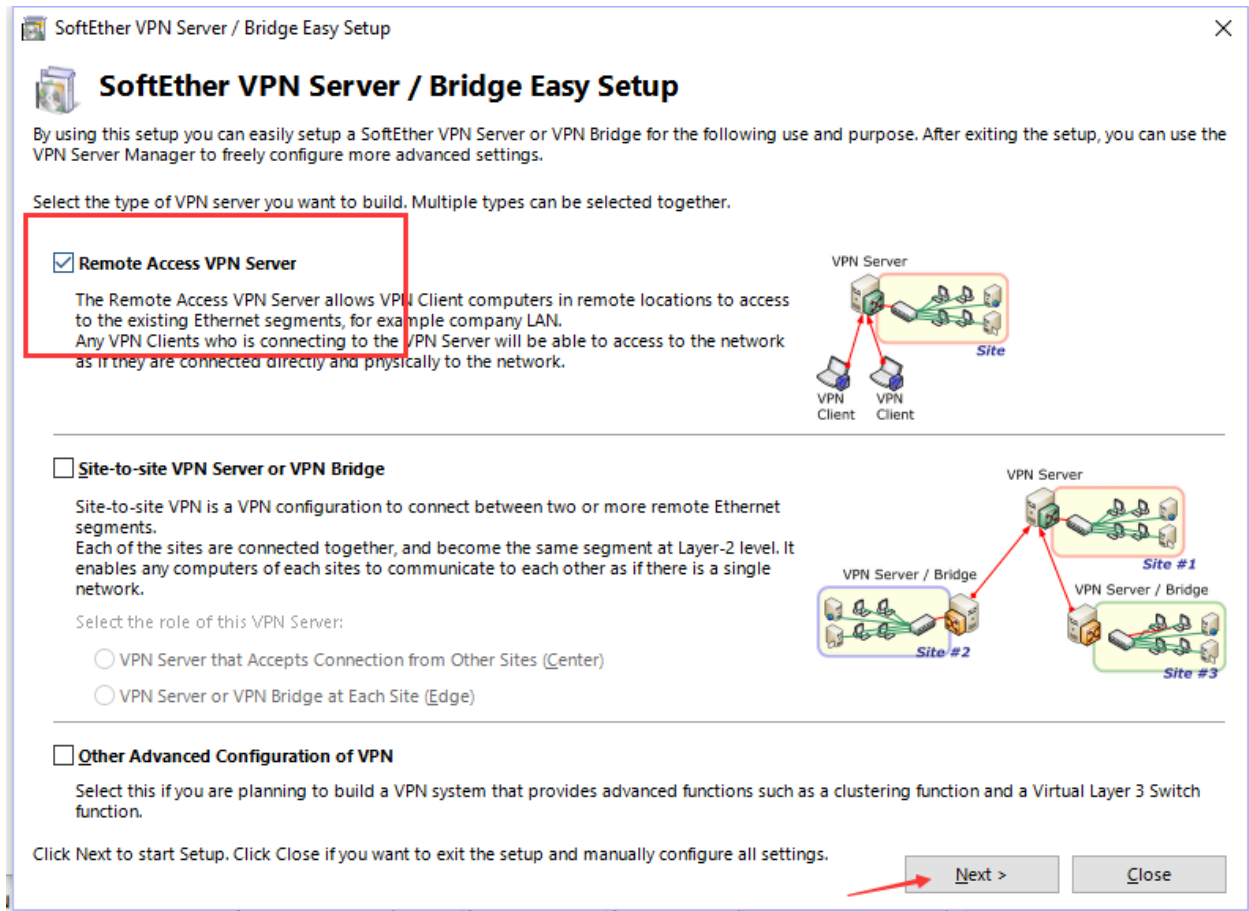 SoftEther VPN Server / Bridge Easy Setup
SoftEther VPN Server / Bridge Easy Setup
By using this setup you can easily setup a SoftEther VPN Server or VPN Bridge for the following use and purpose. After exiting the setup, you can use the
VPN Server Manager to freely configure more advanced settings.
Select the type of VPN server you want to build. Multiple types can be selected together.
Remote Access VPN Server
The Remote Access VPN Server allows VPN Client computers in remote locations to access
to the existing Ethernet segments, for example company LAN.
Any VPN Clients who is connecting to the VPN Server will be able to access to the network
as if they are connected directly and physically to the network.
VPN Server
Site
VPN Client
VPN Client
Site-to-site VPN Server or VPN Bridge
Site-to-site VPN is a VPN configuration to connect between two or more remote Ethernet
segments.
Each of the sites are connected together, and become the same segment at Layer-2 level. It
enables any computers of each sites to communicate to each other as if there is a single
network.
Select the role of this VPN Server:
VPN Server that Accepts Connection from Other Sites (Center)
VPN Server or VPN Bridge at Each Site (Edge)
VPN Server
Site #1
VPN Server / Bridge
Site #2
VPN Server / Bridge
Site #3
Other Advanced Configuration of VPN
Select this if you are planning to build a VPN system that provides advanced functions such as a clustering function and a Virtual Layer 3 Switch
function.
Click Next to start Setup. Click Close if you want to exit the setup and manually configure all settings.
Next >
Close